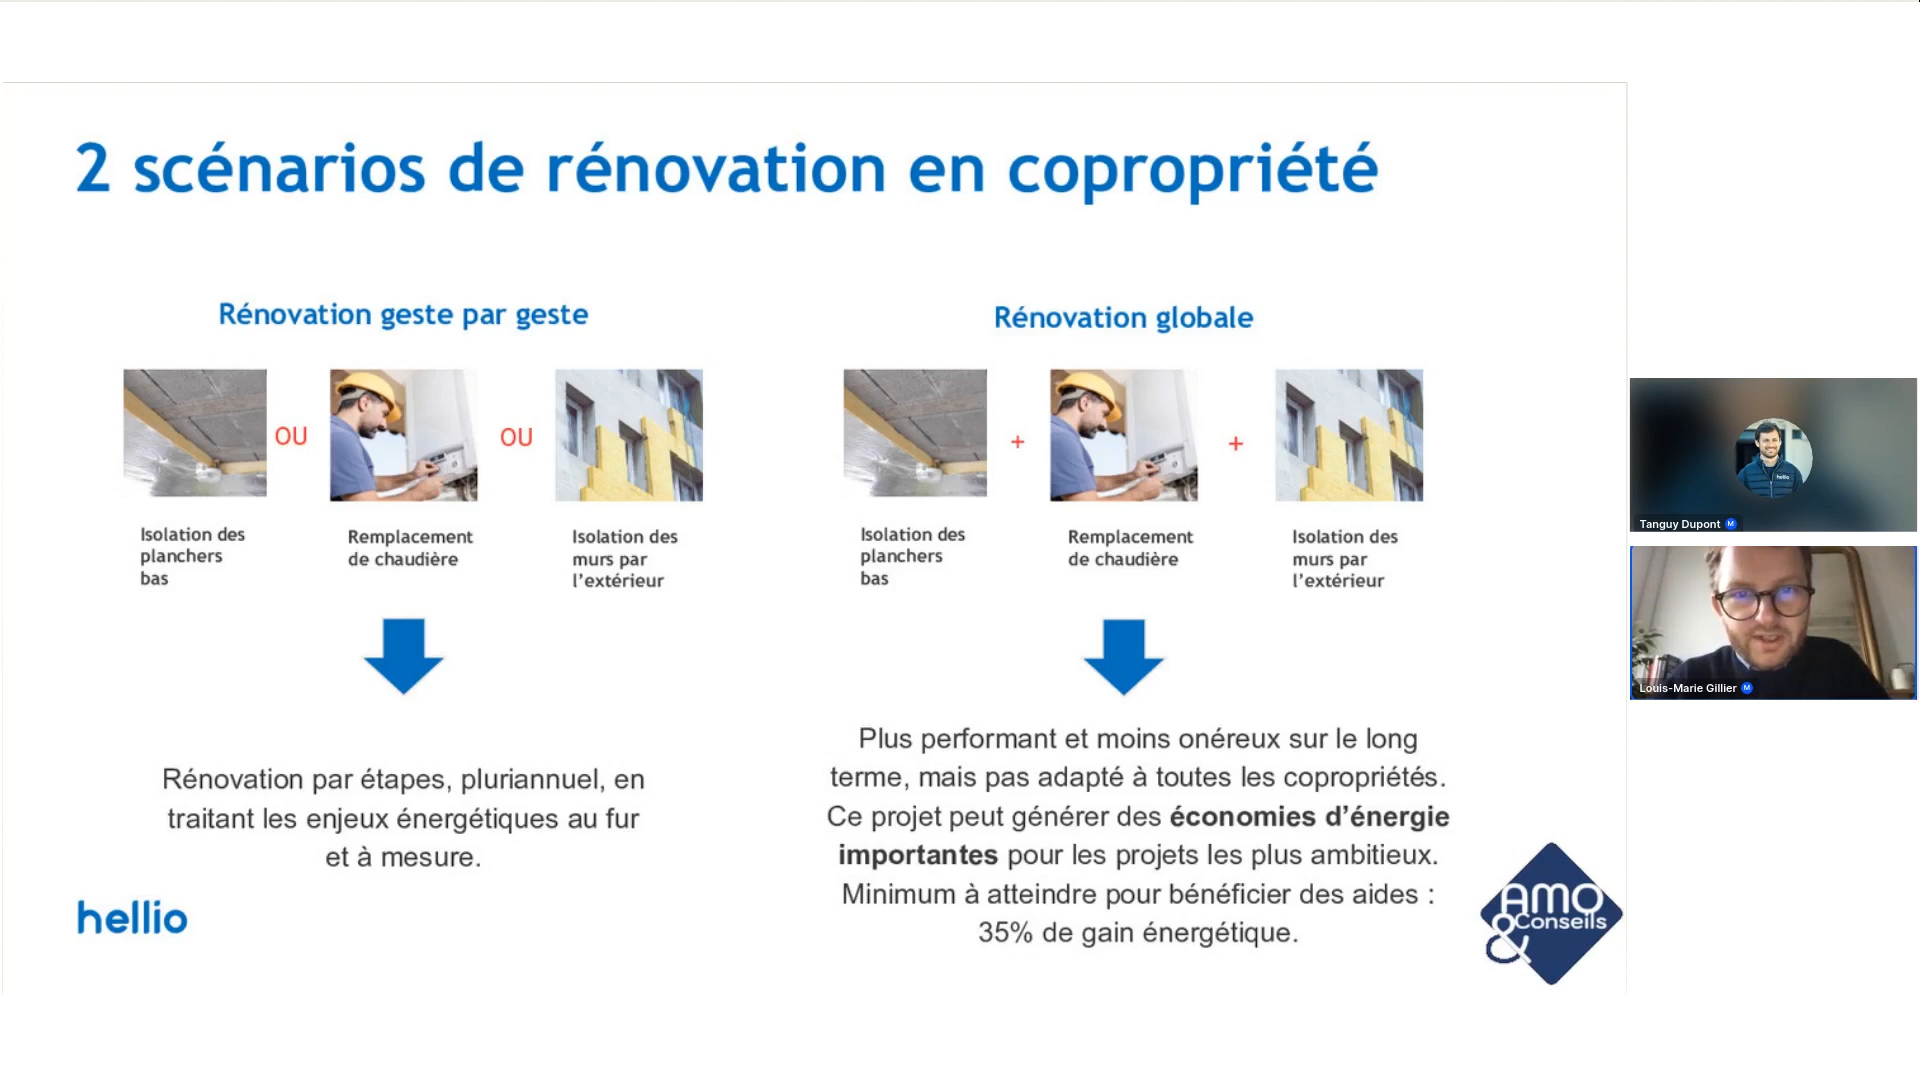 2 scénarios de rénovation en copropriété
Rénovation geste par geste
OU
OU
Isolation des
planchers
bas
Remplacement
de chaudière
Isolation des
murs par
l’extérieur
Rénovation par étapes, pluriannuel, en
traitant les enjeux énergétiques au fur
et à mesure.
Rénovation globale
+
+
Isolation des
planchers
bas
Remplacement
de chaudière
Isolation des
murs par
l’extérieur
Plus performant et moins onéreux sur le long
terme, mais pas adapté à toutes les copropriétés.
Ce projet peut générer des économies d’énergie
importantes pour les projets les plus ambitieux.
Minimum à atteindre pour bénéficier des aides :
35% de gain énergétique.
hellio
AMO
&Conseils
hellio
Tanguy Dupont M
Louis-Marie Gillier M